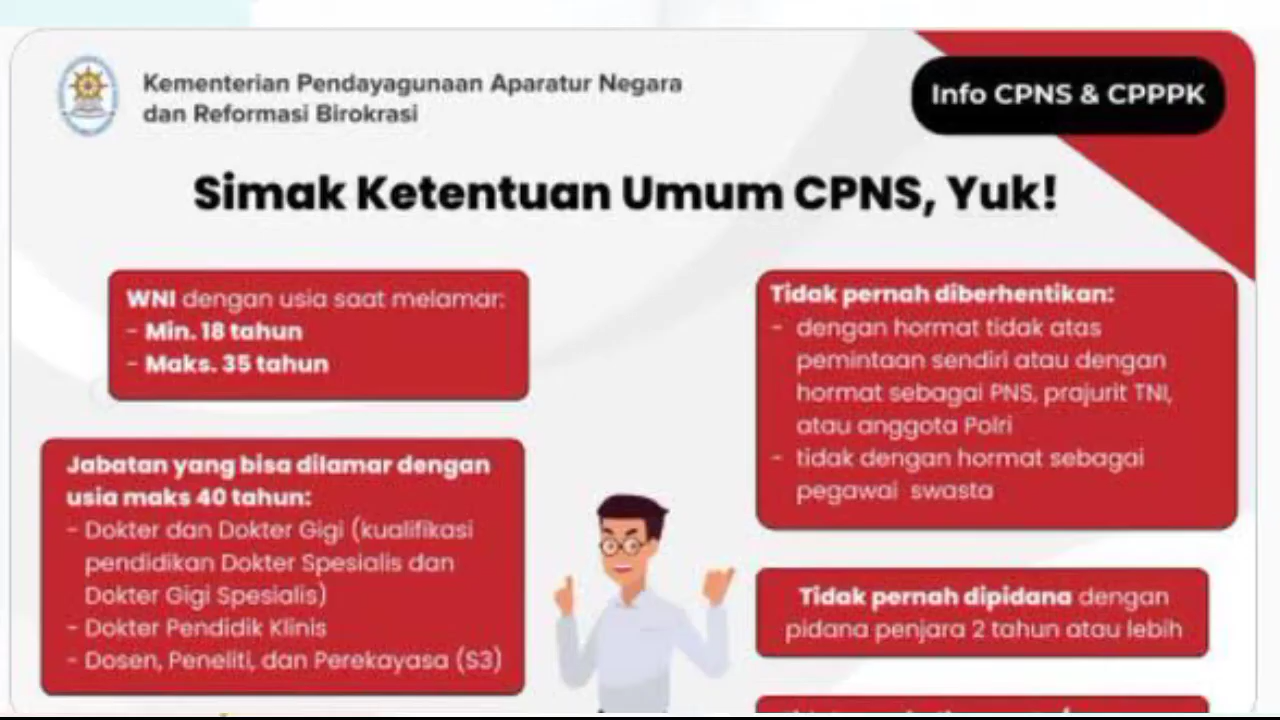 Kementerian Pendayagunaan Aparatur Negara
dan Reformasi Birokrasi
Info CPNS & CPPPK
Simak Ketentuan Umum CPNS, Yuk!
WNI dengan usia saat melamar:
- Min. 18 tahun
- Maks. 35 tahun
Jabatan yang bisa dilamar dengan
usia maks 40 tahun:
- Dokter dan Dokter Gigi (kualifikasi
pendidikan Dokter Spesialis dan
Dokter Gigi Spesialis)
- Dokter Pendidik Klinis
- Dosen, Peneliti, dan Perekayasa (S3)
Tidak pernah diberhentikan:
- dengan hormat tidak atas
pemintaan sendiri atau dengan
hormat sebagai PNS, prajurit TNI,
atau anggota Polri
- tidak dengan hormat sebagai
pegawai swasta
Tidak pernah dipidana dengan
pidana penjara 2 tahun atau lebih